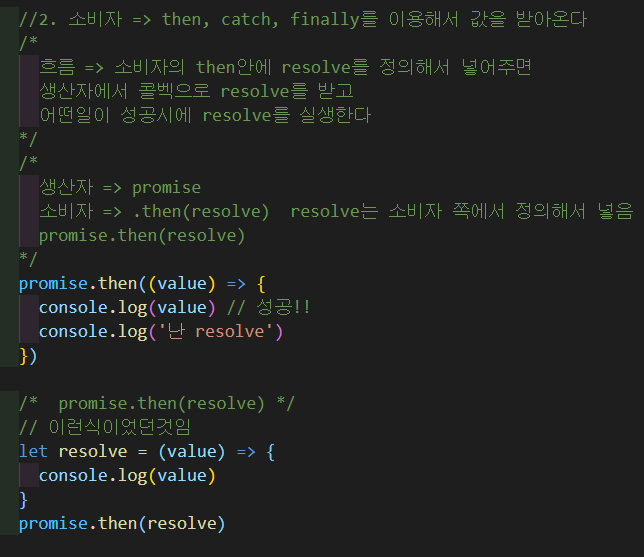 //2. 소비자 => then, catch, finally를 이용해서 값을 받아온다
/*
흐름 => 소비자의 then안에 resolve를 정의해서 넣어주면
생산자에서 콜벡으로 resolve를 받고
어떤일이 성공시에 resolve를 실생한다
*/
/*
생산자 => promise
소비자 => .then(resolve)  resolve는 소비자 쪽에서 정의해서 넣음
promise.then(resolve)
*/
promise.then((value) => {
console.log(value) // 성공!!
console.log('난 resolve')
})
/*  promise.then(resolve) */
// 이런식이었던것임
let resolve = (value) => {
console.log(value)
}
promise.then(resolve)